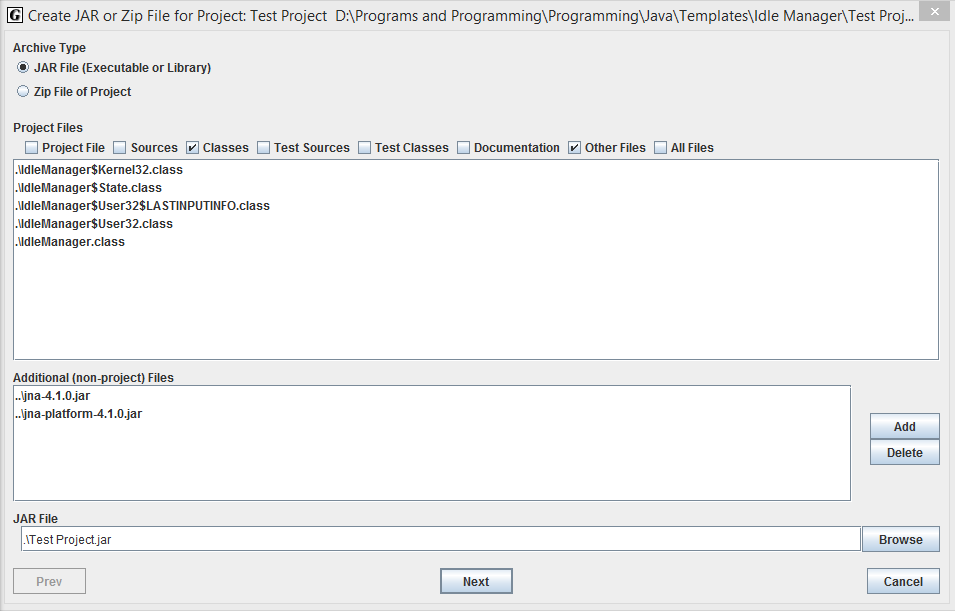 G Create JAR or Zip File for Project: Test Project D:\Programs and Programming\Programming\Java\Templates\Idle Manager\Test Proj...
Archive Type
JAR File (Executable or Library)
Zip File of Project
Project Files
Project File Sources Classes Test Sources Test Classes Documentation Other Files All Files
.\IdleManager$Kernel32.class
.\IdleManager$State.class
.\IdleManager$User32$LASTINPUTINFO.class
.\IdleManager$User32.class
.\IdleManager.class
Additional (non-project) Files
..\jna-4.1.0.jar
..\jna-platform-4.1.0.jar
Add
Delete
JAR File
.\Test Project.jar Browse
Prev Next Cancel